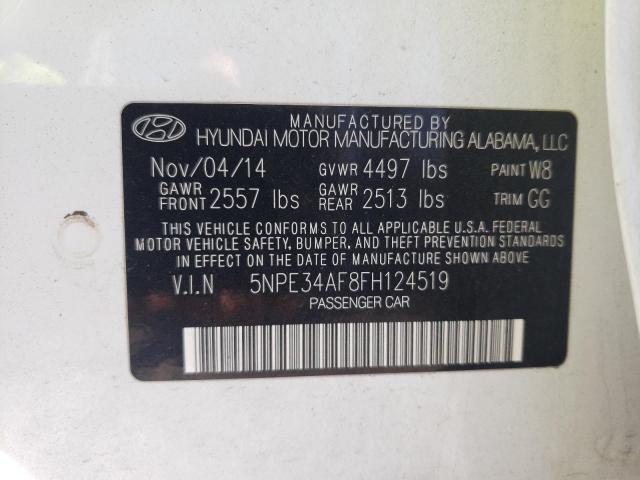 MANUFACTURED BY
HYUNDAI MOTOR MANUFACTURING ALABAMA, LLC
Nov/04/14 GVWR 4497 lbs PAINT W8
GAWR FRONT 2557 lbs GAWR REAR 2513 lbs TRIM GG
THIS VEHICLE CONFORMS TO ALL APPLICABLE U.S.A. FEDERAL
MOTOR VEHICLE SAFETY, BUMPER, AND THEFT PREVENTION STANDARDS
IN EFFECT ON THE DATE OF MANUFACTURE SHOWN ABOVE.
V.I.N 5NPE34AF8FH124519
PASSENGER CAR